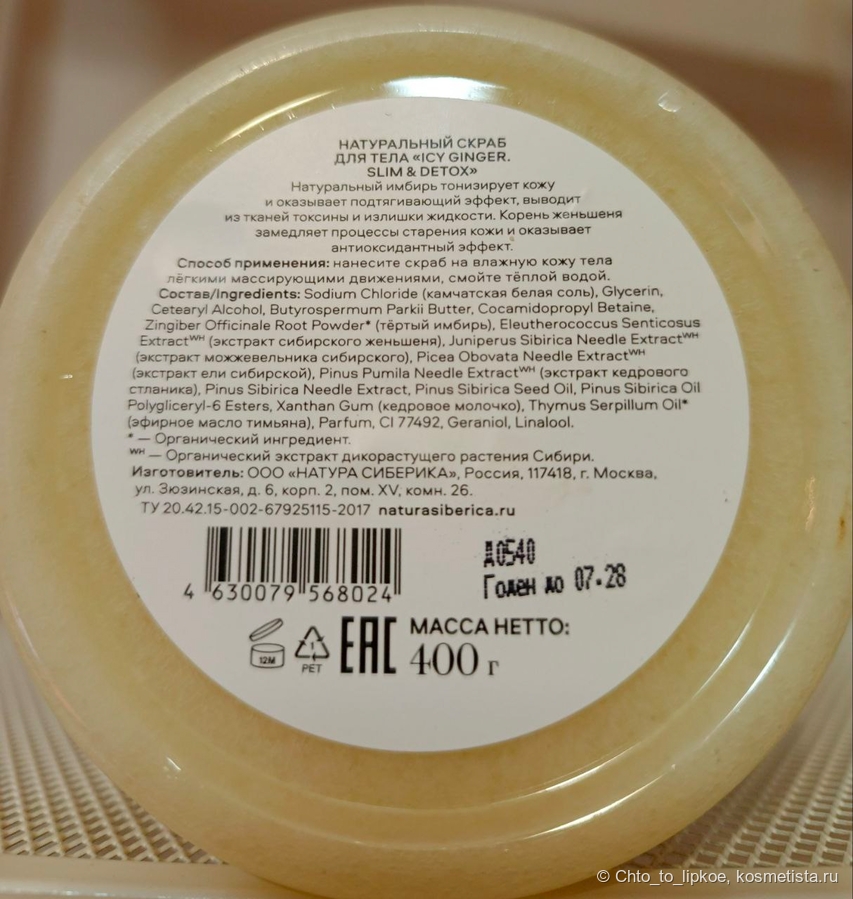 НАТУРАЛЬНЫЙ СКРАБ
ДЛЯ ТЕЛА «ICY GINGER.
SLIM & DETOX»
Натуральный имбирь тонизирует кожу
и оказывает подтягивающий эффект, выводит
из тканей токсины и излишки жидкости. Корень женьшеня
замедляет процессы старения кожи и оказывает
антиоксидантный эффект.
Способ применения: нанесите скраб на влажную кожу тела
лёгкими массирующими движениями, смойте тёплой водой.
Состав/Ingredients: Sodium Chloride (камчатская белая соль), Glycerin,
Cetearyl Alcohol, Butyrospermum Parkii Butter, Cocamidopropyl Betaine,
Zingiber Officinale Root Powder* (тёртый имбирь), Eleutherococcus Senticosus
Extractᵂᴴ (экстракт сибирского женьшеня), Juniperus Sibirica Needle Extractᵂᴴ
(экстракт можжевельника сибирского), Picea Obovata Needle Extractᵂᴴ
(экстракт ели сибирской), Pinus Pumila Needle Extractᵂᴴ (экстракт кедрового
стланика), Pinus Sibirica Needle Extract, Pinus Sibirica Seed Oil, Pinus Sibirica Oil
Polyglyceryl-6 Esters, Xanthan Gum (кедровое молочко), Thymus Serpillum Oil*
(эфирное масло тимьяна), Parfum, CI 77492, Geraniol, Linalool.
* — Органический ингредиент.
ᵂᴴ — Органический экстракт дикорастущего растения Сибири.
Изготовитель: ООО «НАТУРА СИБЕРИКА», Россия, 117418, г. Москва,
ул. Зюзинская, д. 6, корп. 2, пом. XV, комн. 26.
ТУ 20.42.15-002-67925115-2017 naturasiberica.ru
Д0540
Годен до 07.28
4 630079 568024
12M
1
PET
EAC
МАССА НЕТТО:
400 г
© Chto_to_lipkoe, kosmetista.ru